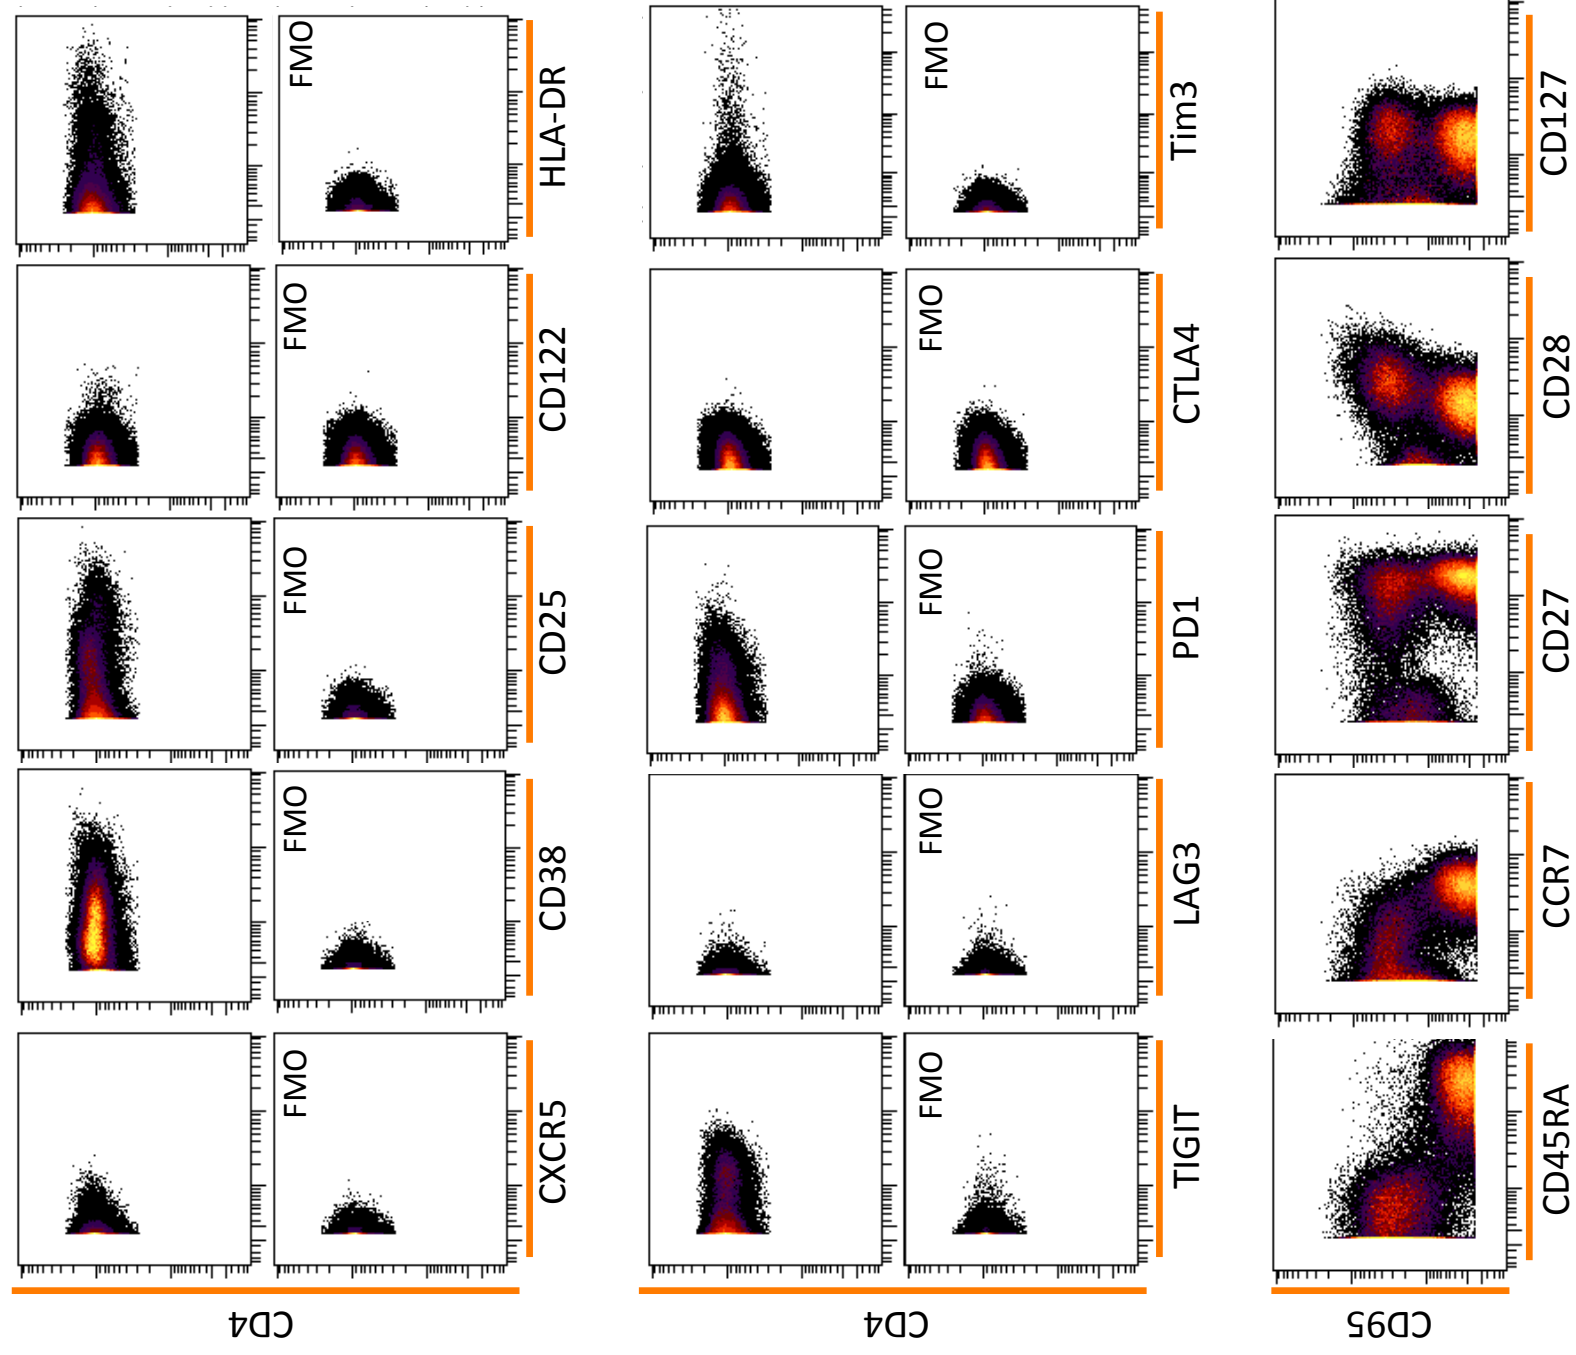 FMO
HLA-DR
FMO
Tim3
CD127
FMO
CD122
FMO
CTLA4
CD28
FMO
CD25
FMO
PD1
CD27
FMO
CD38
FMO
LAG3
CCR7
FMO
CXCR5
FMO
TIGIT
CD45RA
CD4
CD4
CD95